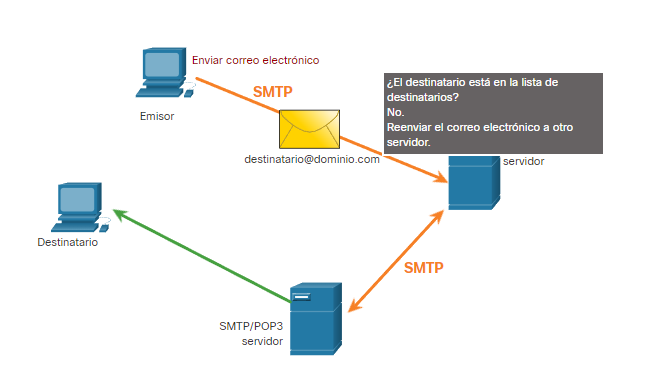 Enviar correo electrónico
SMTP
Emisor
¿El destinatario está en la lista de
destinatarios?
No.
Reenviar el correo electrónico a otro
servidor.
destinatario@dominio.com
servidor
Destinatario
SMTP
SMTP/POP3
servidor